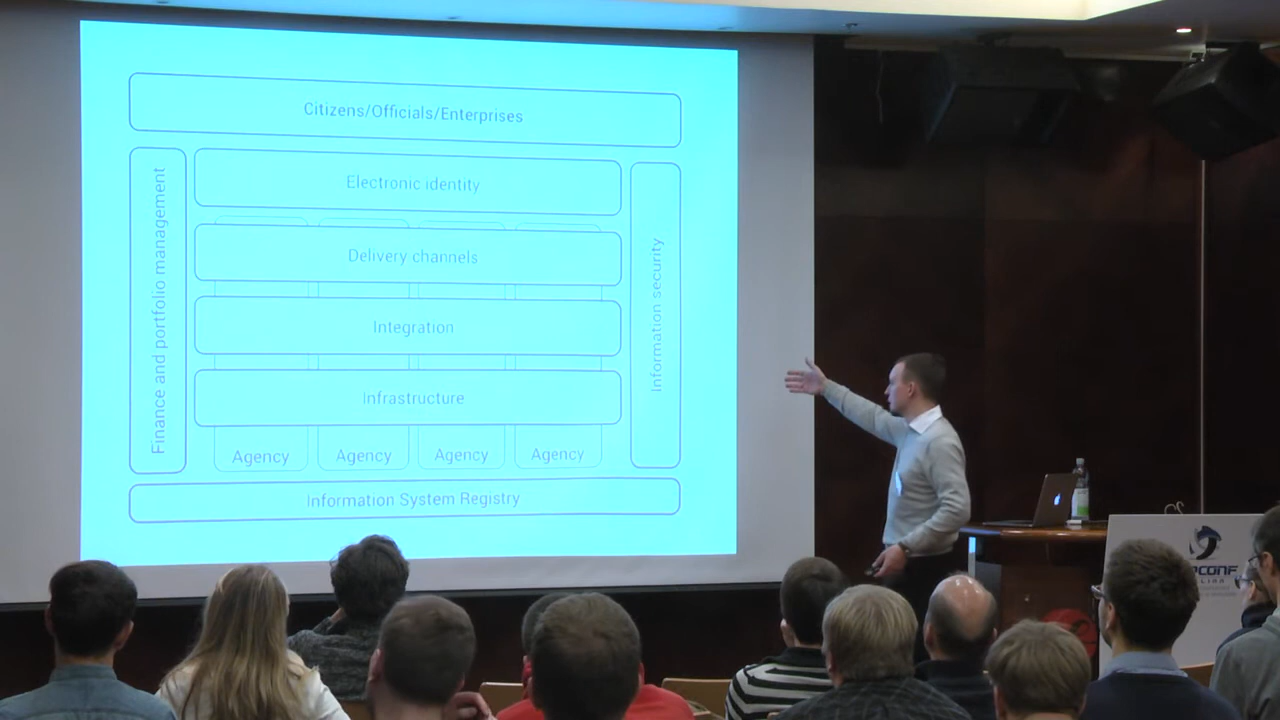 Citizens/Officials/Enterprises
Finance and portfolio management
Electronic identity
Delivery channels
Integration
Infrastructure
Agency
Agency
Agency
Agency
Information security
Information System Registry